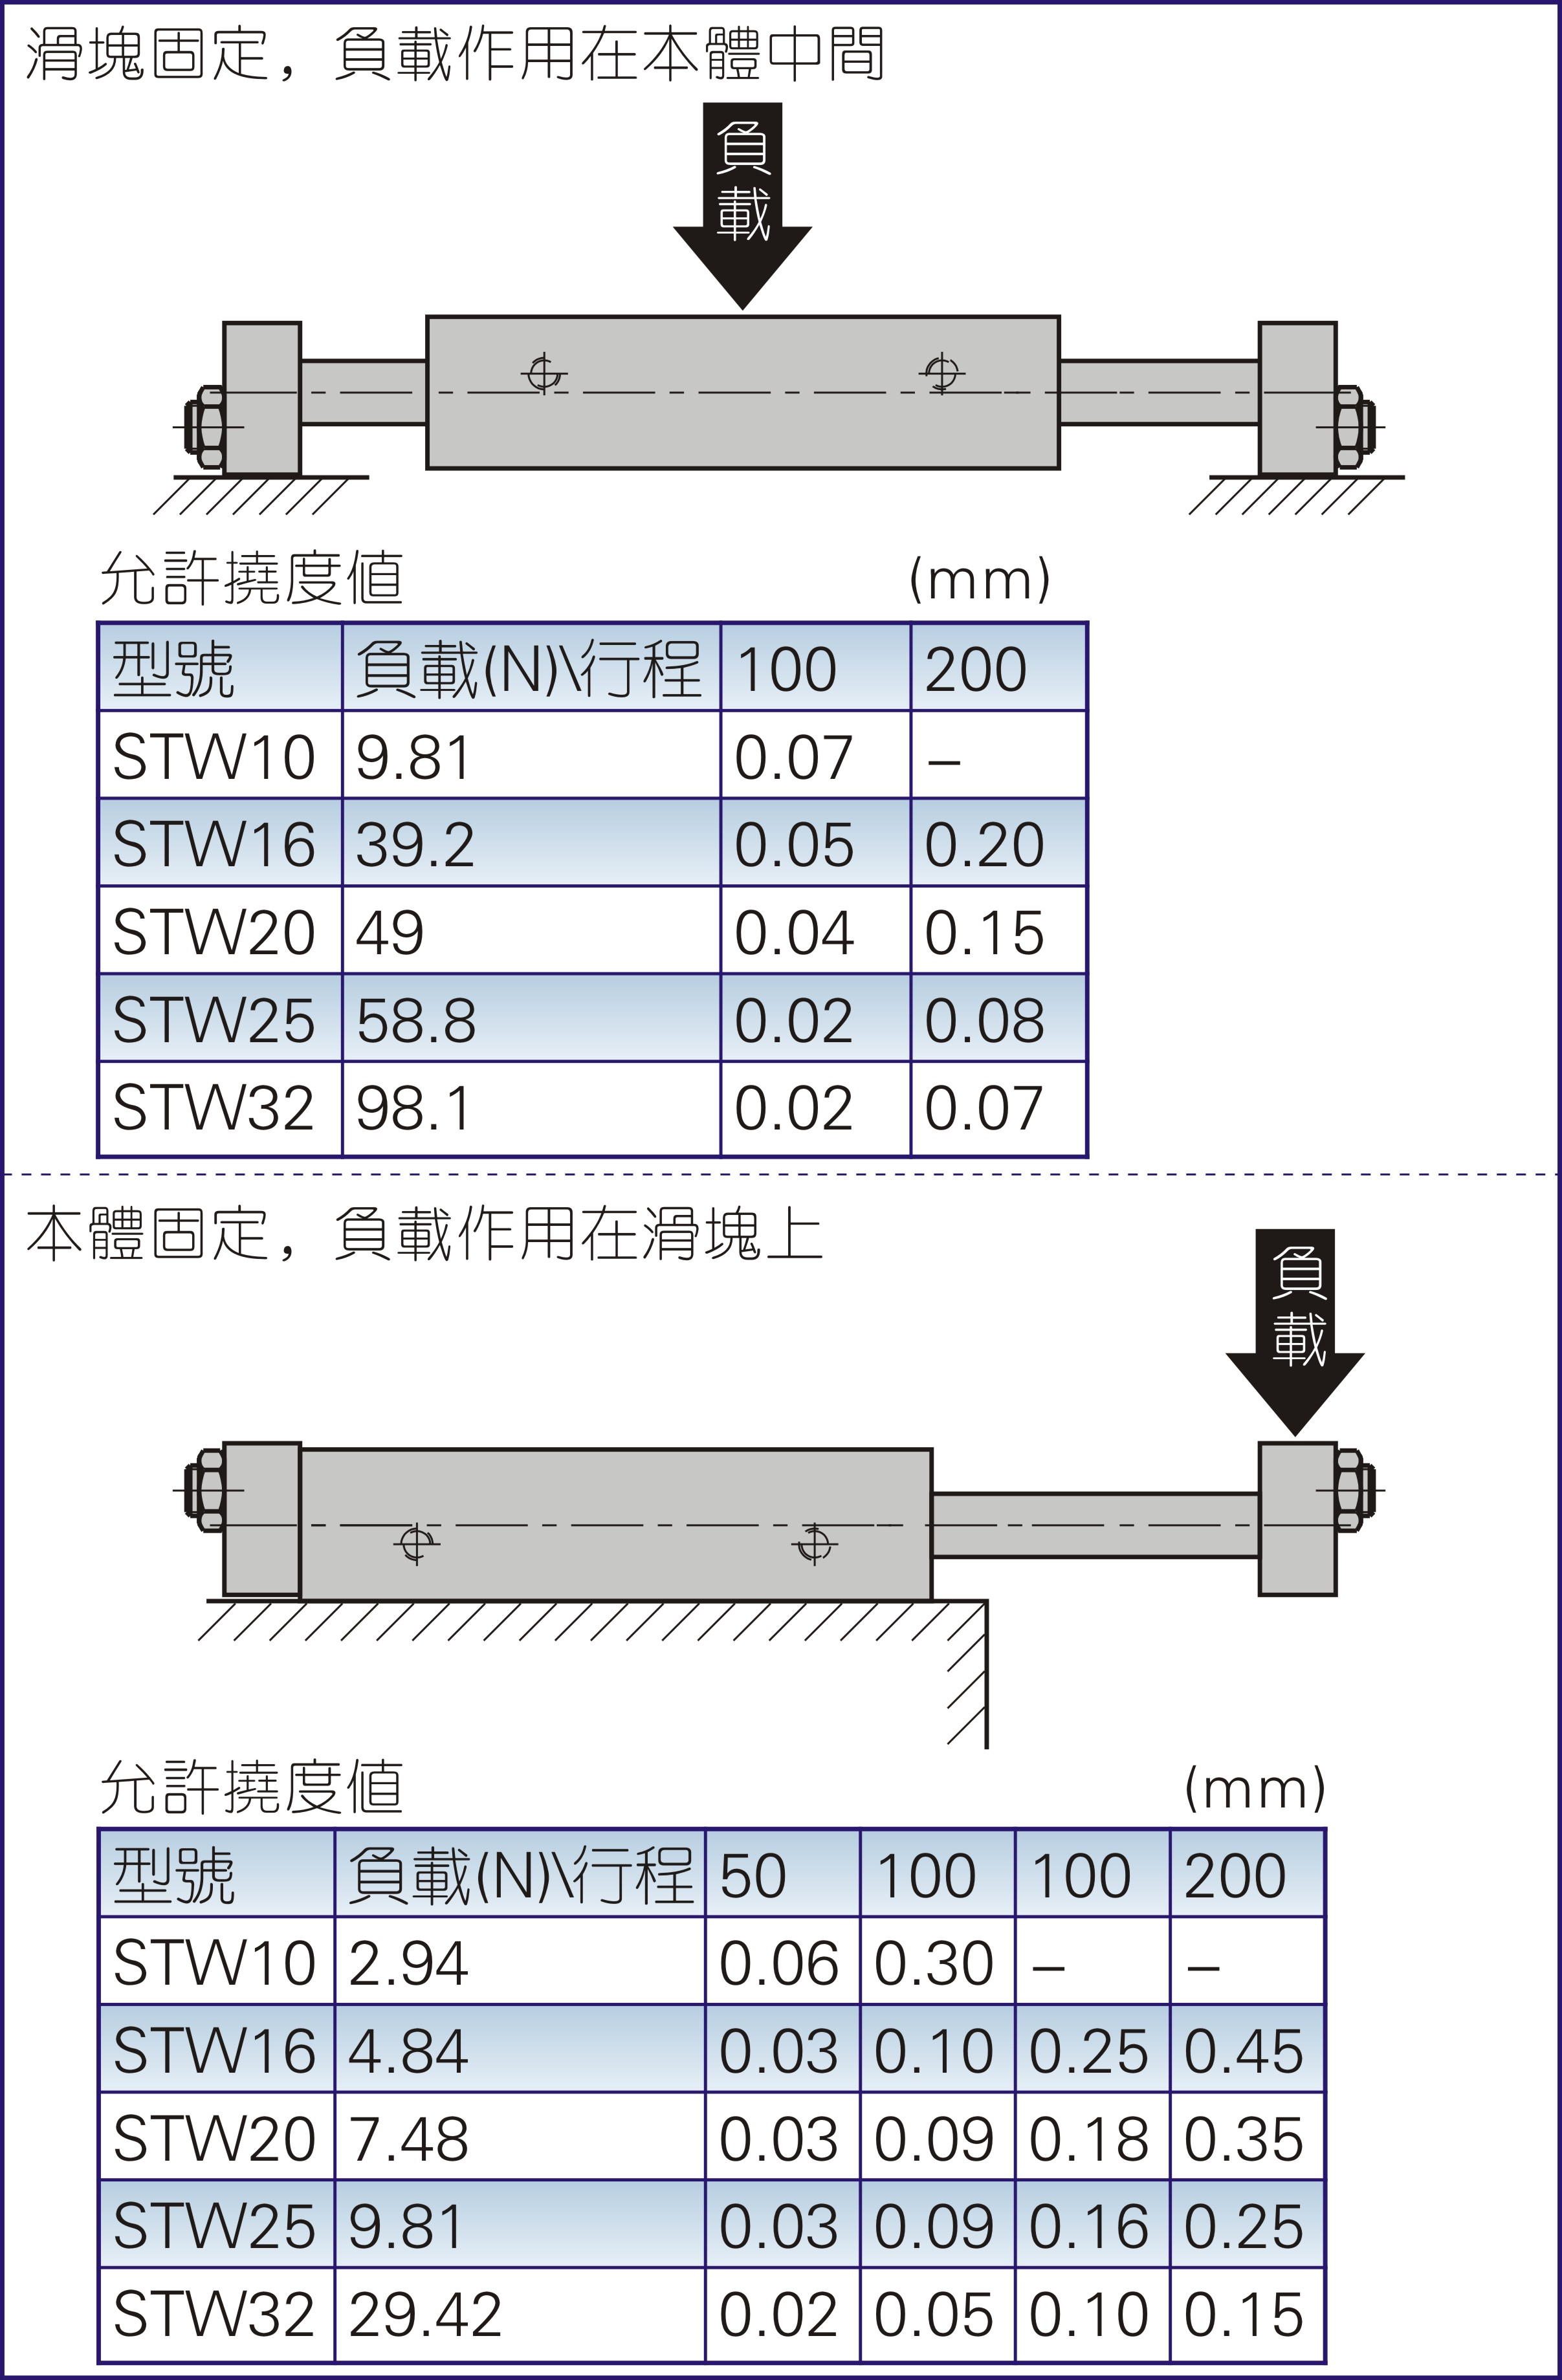 滑塊固定，負載作用在本體中間
負載
允許撓度值 (mm)
型號 負載(N)\行程 100 200
STW10 9.81 0.07 –
STW16 39.2 0.05 0.20
STW20 49 0.04 0.15
STW25 58.8 0.02 0.08
STW32 98.1 0.02 0.07
本體固定，負載作用在滑塊上
負載
允許撓度值 (mm)
型號 負載(N)\行程 50 100 100 200
STW10 2.94 0.06 0.30 – –
STW16 4.84 0.03 0.10 0.25 0.45
STW20 7.48 0.03 0.09 0.18 0.35
STW25 9.81 0.03 0.09 0.16 0.25
STW32 29.42 0.02 0.05 0.10 0.15